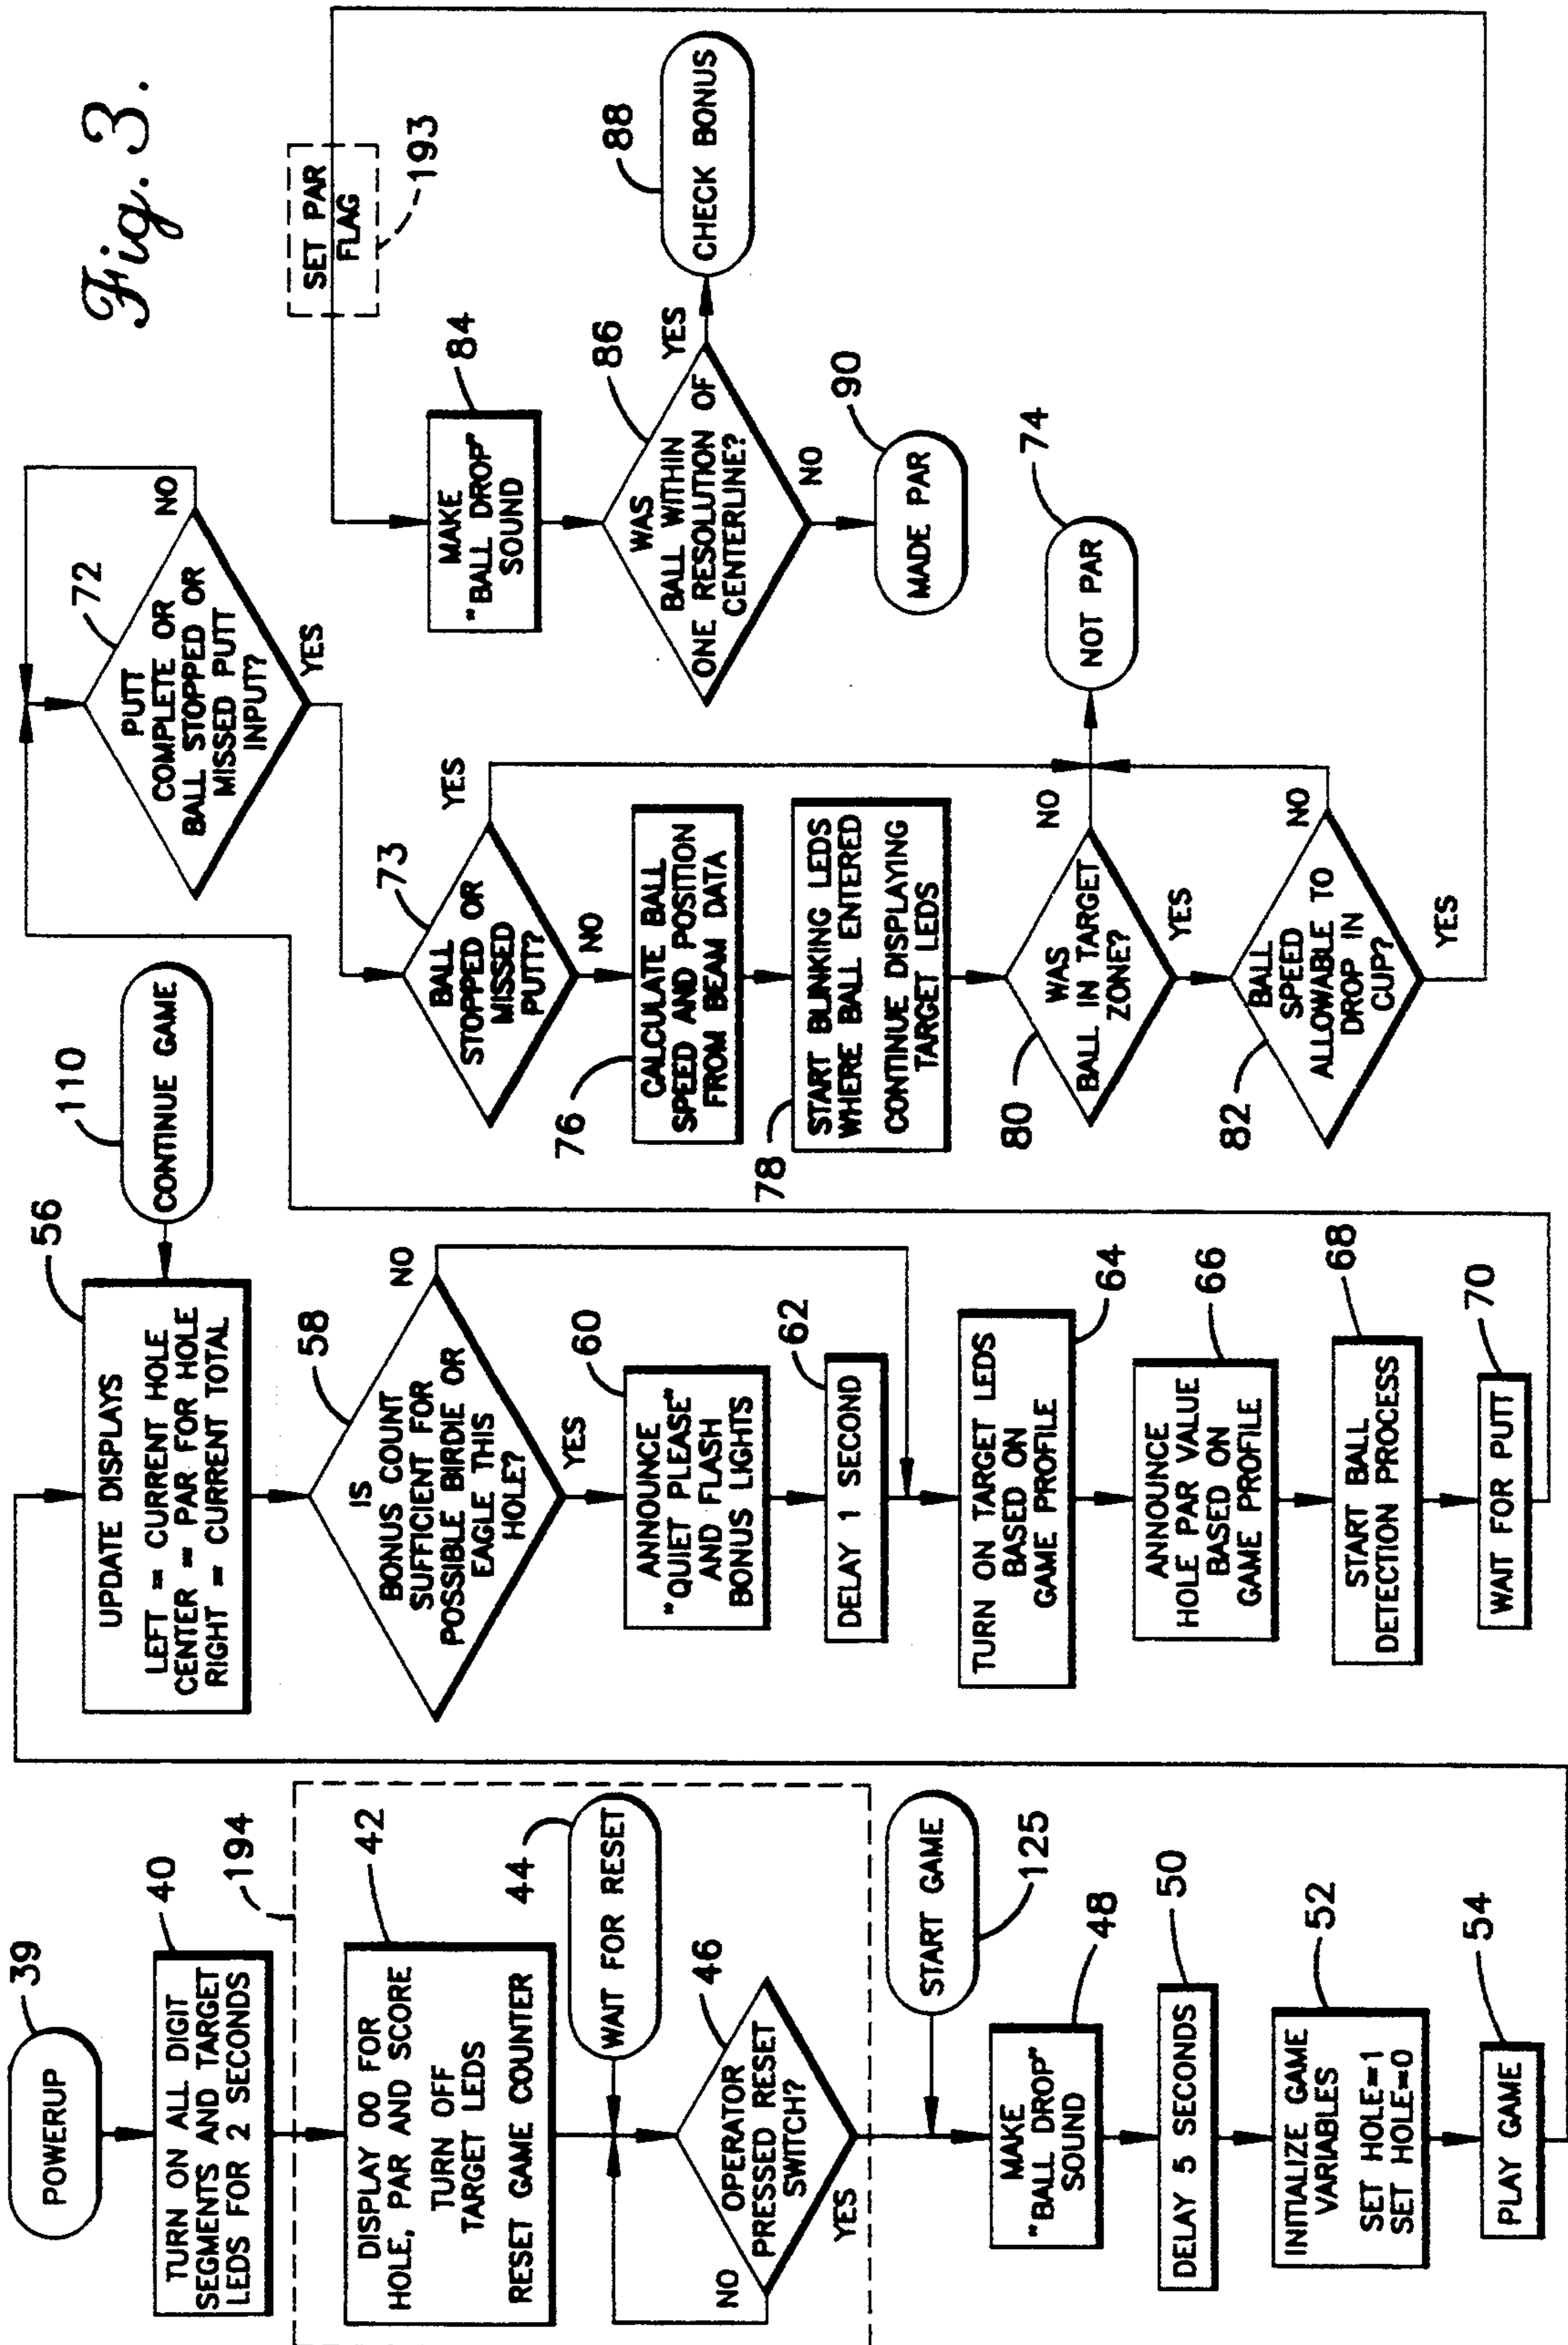 Fig. 3.
39
POWERUP
40
TURN ON ALL DIGIT
SEGMENTS AND TARGET
LEDS FOR 2 SECONDS
194
42
DISPLAY 00 FOR
HOLE, PAR AND SCORE
TURN OFF
TARGET LEDS
RESET GAME COUNTER
44
WAIT FOR RESET
46
OPERATOR
PRESSED RESET
SWITCH?
NO
YES
START GAME
125
48
MAKE
"BALL DROP"
SOUND
50
DELAY 5 SECONDS
52
INITIALIZE GAME
VARIABLES
SET HOLE=1
SET HOLE=0
54
PLAY GAME
56
UPDATE DISPLAYS
LEFT = CURRENT HOLE
CENTER = PAR FOR HOLE
RIGHT = CURRENT TOTAL
110
CONTINUE GAME
58
IS
BONUS COUNT
SUFFICIENT FOR
POSSIBLE BIRDIE OR
EAGLE THIS
HOLE?
NO
YES
60
ANNOUNCE
"QUIET PLEASE"
AND FLASH
BONUS LIGHTS
62
DELAY 1 SECOND
64
TURN ON TARGET LEDS
BASED ON
GAME PROFILE
66
ANNOUNCE
HOLE PAR VALUE
BASED ON
GAME PROFILE
68
START BALL
DETECTION PROCESS
70
WAIT FOR PUTT
72
PUTT
COMPLETE OR
BALL STOPPED OR
MISSED PUTT
INPUT?
NO
YES
73
BALL
STOPPED OR
MISSED
PUTT?
YES
NO
76
CALCULATE BALL
SPEED AND POSITION
FROM BEAM DATA
78
START BLINKING LEDS
WHERE BALL ENTERED
CONTINUE DISPLAYING
TARGET LEDS
80
WAS
BALL IN TARGET
ZONE?
NO
YES
74
NOT PAR
82
BALL
SPEED
ALLOWABLE TO
DROP IN
CUP?
NO
YES
SET PAR
FLAG
193
84
MAKE
"BALL DROP"
SOUND
86
WAS
BALL WITHIN
ONE RESOLUTION OF
CENTERLINE?
YES
NO
88
CHECK BONUS
90
MADE PAR